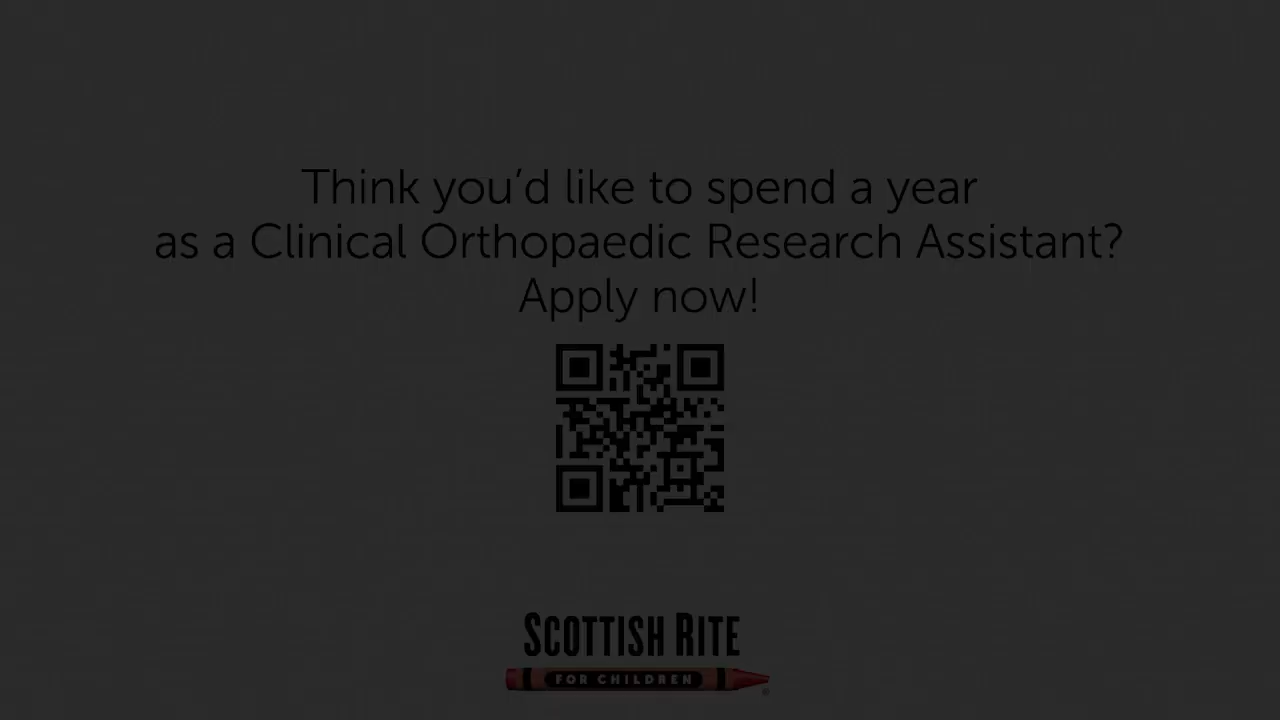 Think you’d like to spend a year
as a Clinical Orthopaedic Research Assistant?
Apply now!
SCOTTISH RITE
FOR CHILDREN
®